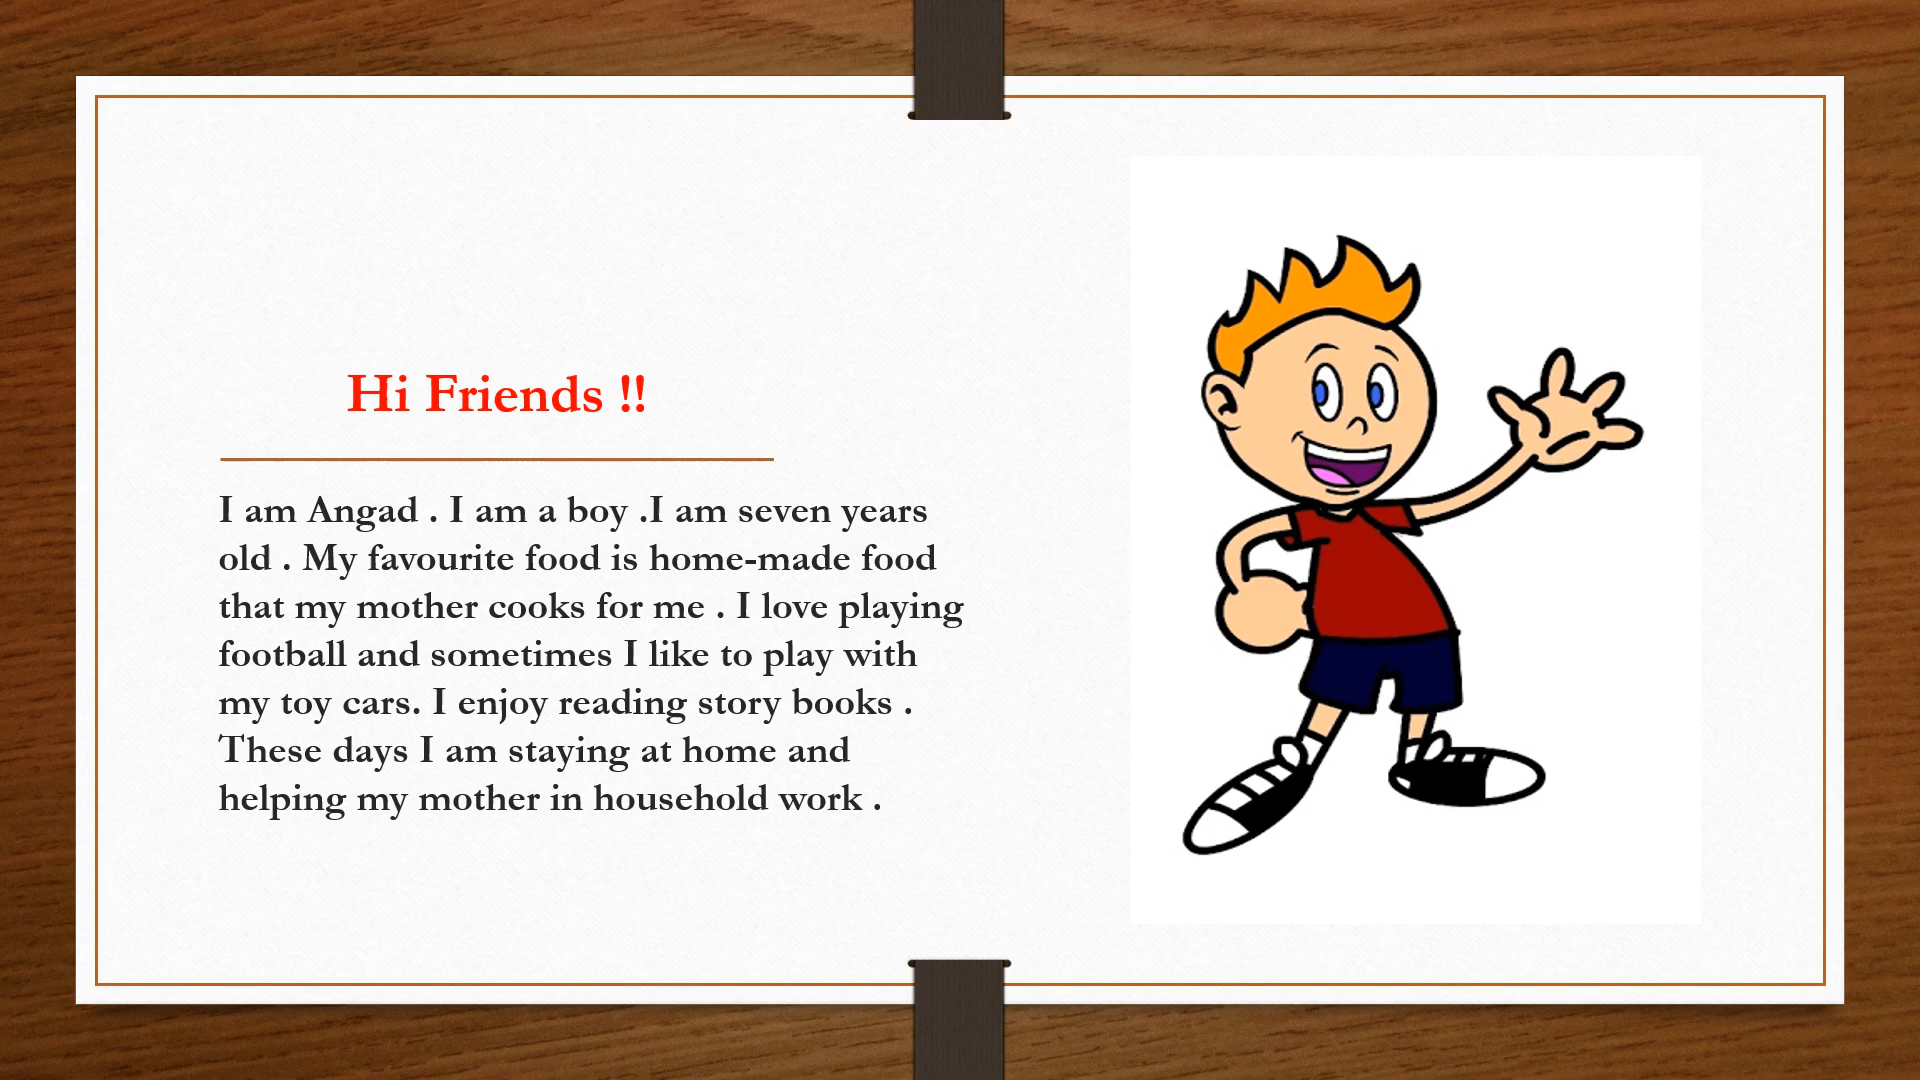 Hi Friends !!
I am Angad . I am a boy .I am seven years
old . My favourite food is home-made food
that my mother cooks for me . I love playing
football and sometimes I like to play with
my toy cars. I enjoy reading story books .
These days I am staying at home and
helping my mother in household work .